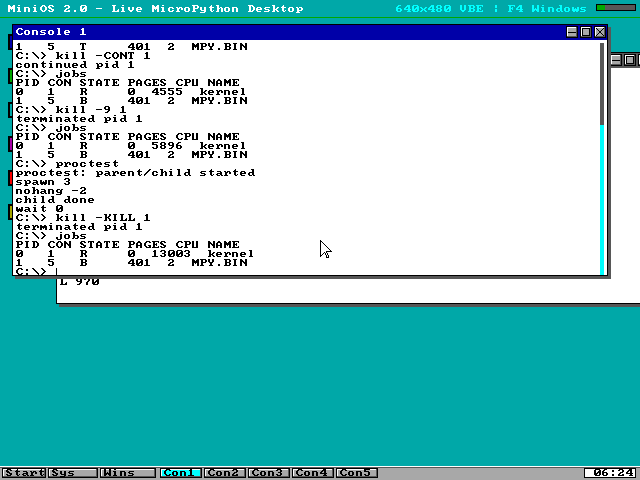 MiniOS 2.0 - Live MicroPython Desktop 640x480 VBE | F4 Windows
Console 1
1 5 T 401 2 MPY.BIN
C:\> kill -CONT 1
continued pid 1
C:\> jobs
PID CON STATE PAGES CPU NAME
0 1 R 0 4555 kernel
1 5 B 401 2 MPY.BIN
C:\> kill -9 1
terminated pid 1
C:\> jobs
PID CON STATE PAGES CPU NAME
0 1 R 0 5896 kernel
1 5 B 401 2 MPY.BIN
C:\> proctest
proctest: parent/child started
spawn 3
nohang -2
child done
wait 0
C:\> kill -KILL 1
terminated pid 1
C:\> jobs
PID CON STATE PAGES CPU NAME
0 1 R 0 13003 kernel
1 5 B 401 2 MPY.BIN
C:\>
L 970
Start Sys Wins Con1 Con2 Con3 Con4 Con5 06:24